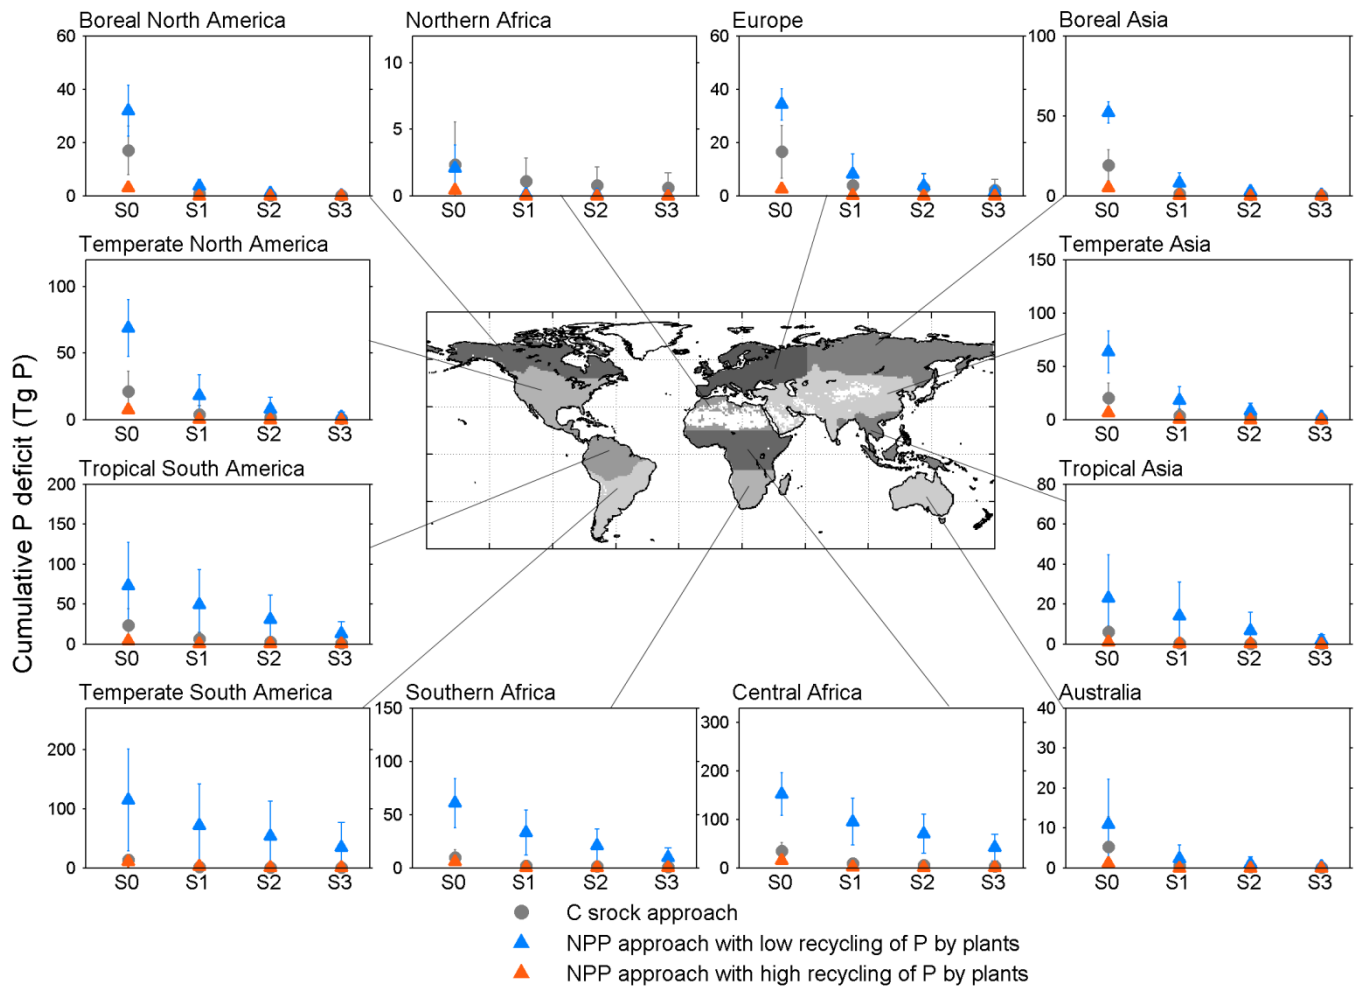 Boreal North America
Northern Africa
Europe
Boreal Asia
60
40
20
0
S0 S1 S2 S3
10
5
0
S0 S1 S2 S3
60
40
20
0
S0 S1 S2 S3
100
50
0
S0 S1 S2 S3
Temperate North America
100
50
0
S0 S1 S2 S3
Temperate Asia
150
100
50
0
S0 S1 S2 S3
Cumulative P deficit (Tg P)
Tropical South America
200
150
100
50
0
S0 S1 S2 S3
Tropical Asia
80
60
40
20
0
S0 S1 S2 S3
Temperate South America
200
100
0
S0 S1 S2 S3
Southern Africa
150
100
50
0
S0 S1 S2 S3
Central Africa
300
200
100
0
S0 S1 S2 S3
Australia
40
30
20
10
0
S0 S1 S2 S3
C srock approach
NPP approach with low recycling of P by plants
NPP approach with high recycling of P by plants